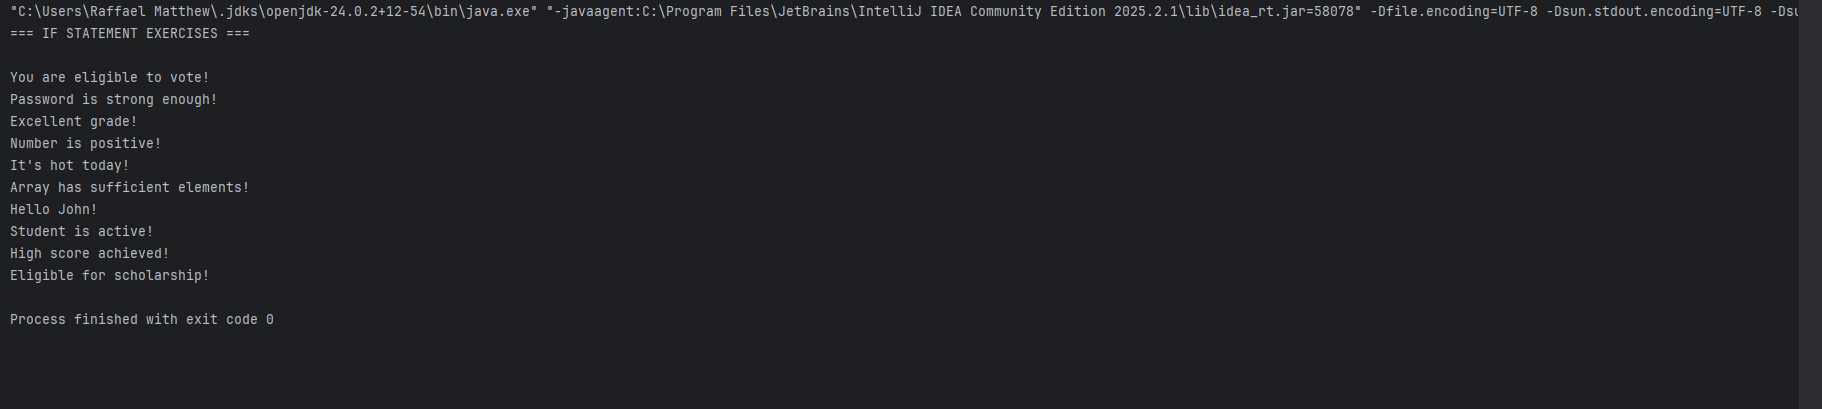 "C:\Users\Raffael Matthew\.jdks\openjdk-24.0.2+12-54\bin\java.exe" "-javaagent:C:\Program Files\JetBrains\IntelliJ IDEA Community Edition 2025.2.1\lib\idea_rt.jar=58078" -Dfile.encoding=UTF-8 -Dsun.stdout.encoding=UTF-8
=== IF STATEMENT EXERCISES ===
You are eligible to vote!
Password is strong enough!
Excellent grade!
Number is positive!
It's hot today!
Array has sufficient elements!
Hello John!
Student is active!
High score achieved!
Eligible for scholarship!
Process finished with exit code 0